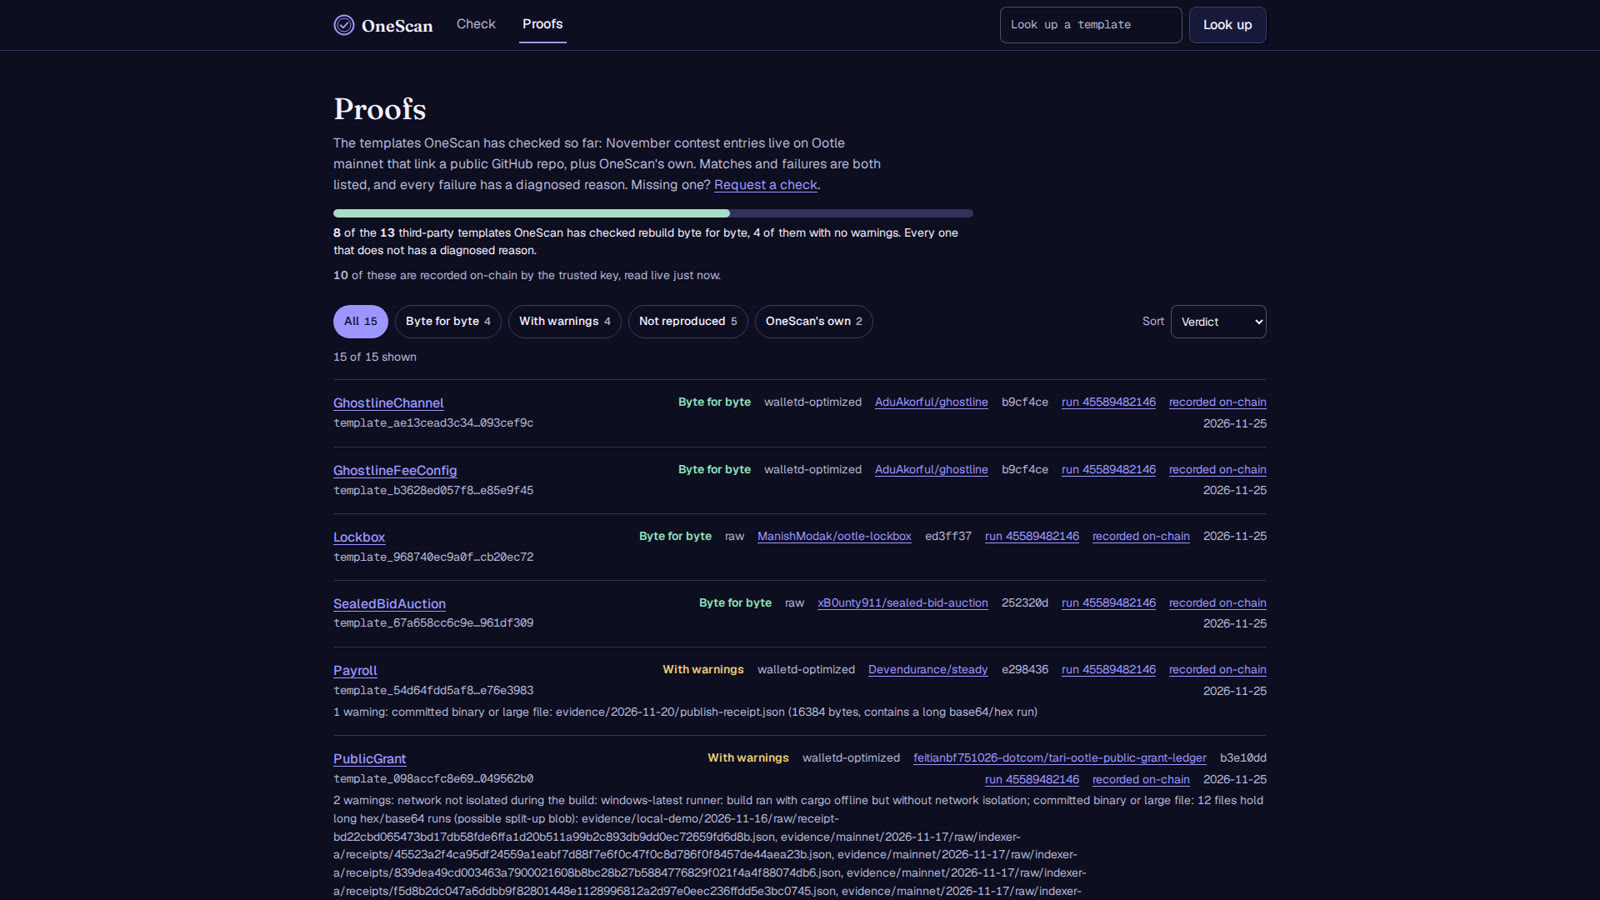 OneScan
Check
Proofs
Look up a template
Look up
Proofs
The templates OneScan has checked so far: November contest entries live on Ootle
mainnet that link a public GitHub repo, plus OneScan's own. Matches and failures are both
listed, and every failure has a diagnosed reason. Missing one? Request a check.
8 of the 13 third-party templates OneScan has checked rebuild byte for byte, 4 of them with no warnings. Every one
that does not has a diagnosed reason.
10 of these are recorded on-chain by the trusted key, read live just now.
All 15
Byte for byte 4
With warnings 4
Not reproduced 5
OneScan's own 2
Sort
Verdict
15 of 15 shown
GhostlineChannel
Byte for byte walletd-optimized AduAkorful/ghostline b9cf4ce run 45589482146 recorded on-chain
template_ae13cead3c34…093cef9c
2026-11-25
GhostlineFeeConfig
Byte for byte walletd-optimized AduAkorful/ghostline b9cf4ce run 45589482146 recorded on-chain
template_b3628ed057f8…e85e9f45
2026-11-25
Lockbox
Byte for byte raw ManishModak/ootle-lockbox ed3ff37 run 45589482146 recorded on-chain 2026-11-25
template_968740ec9a0f…cb20ec72
SealedBidAuction
Byte for byte raw xB0unty911/sealed-bid-auction 252320d run 45589482146 recorded on-chain
template_67a658cc6c9e…961df309
2026-11-25
Payroll
With warnings walletd-optimized Devendurance/steady e298436 run 45589482146 recorded on-chain
template_54d64fdd5af8…e76e3983
2026-11-25
1 warning: committed binary or large file: evidence/2026-11-20/publish-receipt.json (16384 bytes, contains a long base64/hex run)
PublicGrant
With warnings walletd-optimized feitianbf751026-dotcom/tari-ootle-public-grant-ledger b3e10dd
template_098accfc8e69…049562b0
run 45589482146 recorded on-chain 2026-11-25
2 warnings: network not isolated during the build: windows-latest runner: build ran with cargo offline but without network isolation; committed binary or large file: 12 files hold
long hex/base64 runs (possible split-up blob): evidence/local-demo/2026-11-16/raw/receipt-
bd22cbd065473bd17db58fde6ffa1d20b511a99b2c893db9dd0ec72659fd6d8b.json, evidence/mainnet/2026-11-17/raw/indexer-
a/receipts/45523a2f4ca95df24559a1eabf7d88f7e6f0c47f0c8d786f0f8457de44aea23b.json, evidence/mainnet/2026-11-17/raw/indexer-
a/receipts/839dea49cd003463a7900021608b8bc28b27b5884776829f021f4a4f88074db6.json, evidence/mainnet/2026-11-17/raw/indexer-
a/receipts/f5d8b2dc047a6ddbb9f82801448e1128996812a2d97e0eec236ffdd5e3bc0745.json, evidence/mainnet/2026-11-17/raw/indexer-